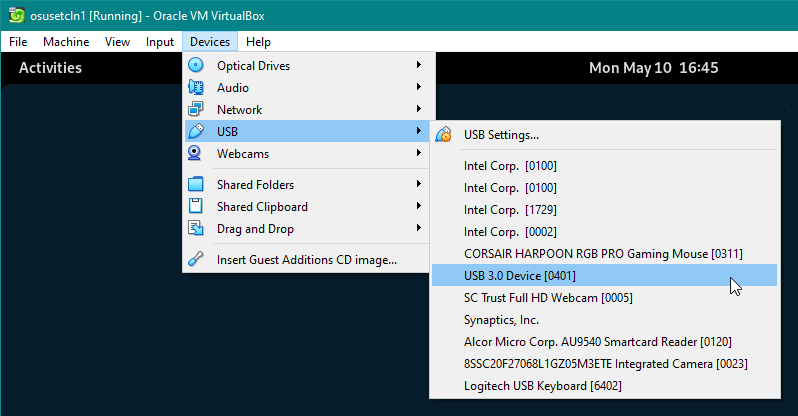 osusetcln1 [Running] - Oracle VM VirtualBox
File Machine View Input Devices Help
Activities Mon May 10 16:45
Optical Drives
Audio
Network
USB
Webcams
Shared Folders
Shared Clipboard
Drag and Drop
Insert Guest Additions CD image...
USB Settings...
Intel Corp. [0100]
Intel Corp. [0100]
Intel Corp. [1729]
Intel Corp. [0002]
CORSAIR HARPOON RGB PRO Gaming Mouse [0311]
USB 3.0 Device [0401]
SC Trust Full HD Webcam [0005]
Synaptics, Inc.
Alcor Micro Corp. AU9540 Smartcard Reader [0120]
8SSC20F27068L1GZ05M3ETE Integrated Camera [0023]
Logitech USB Keyboard [6402]